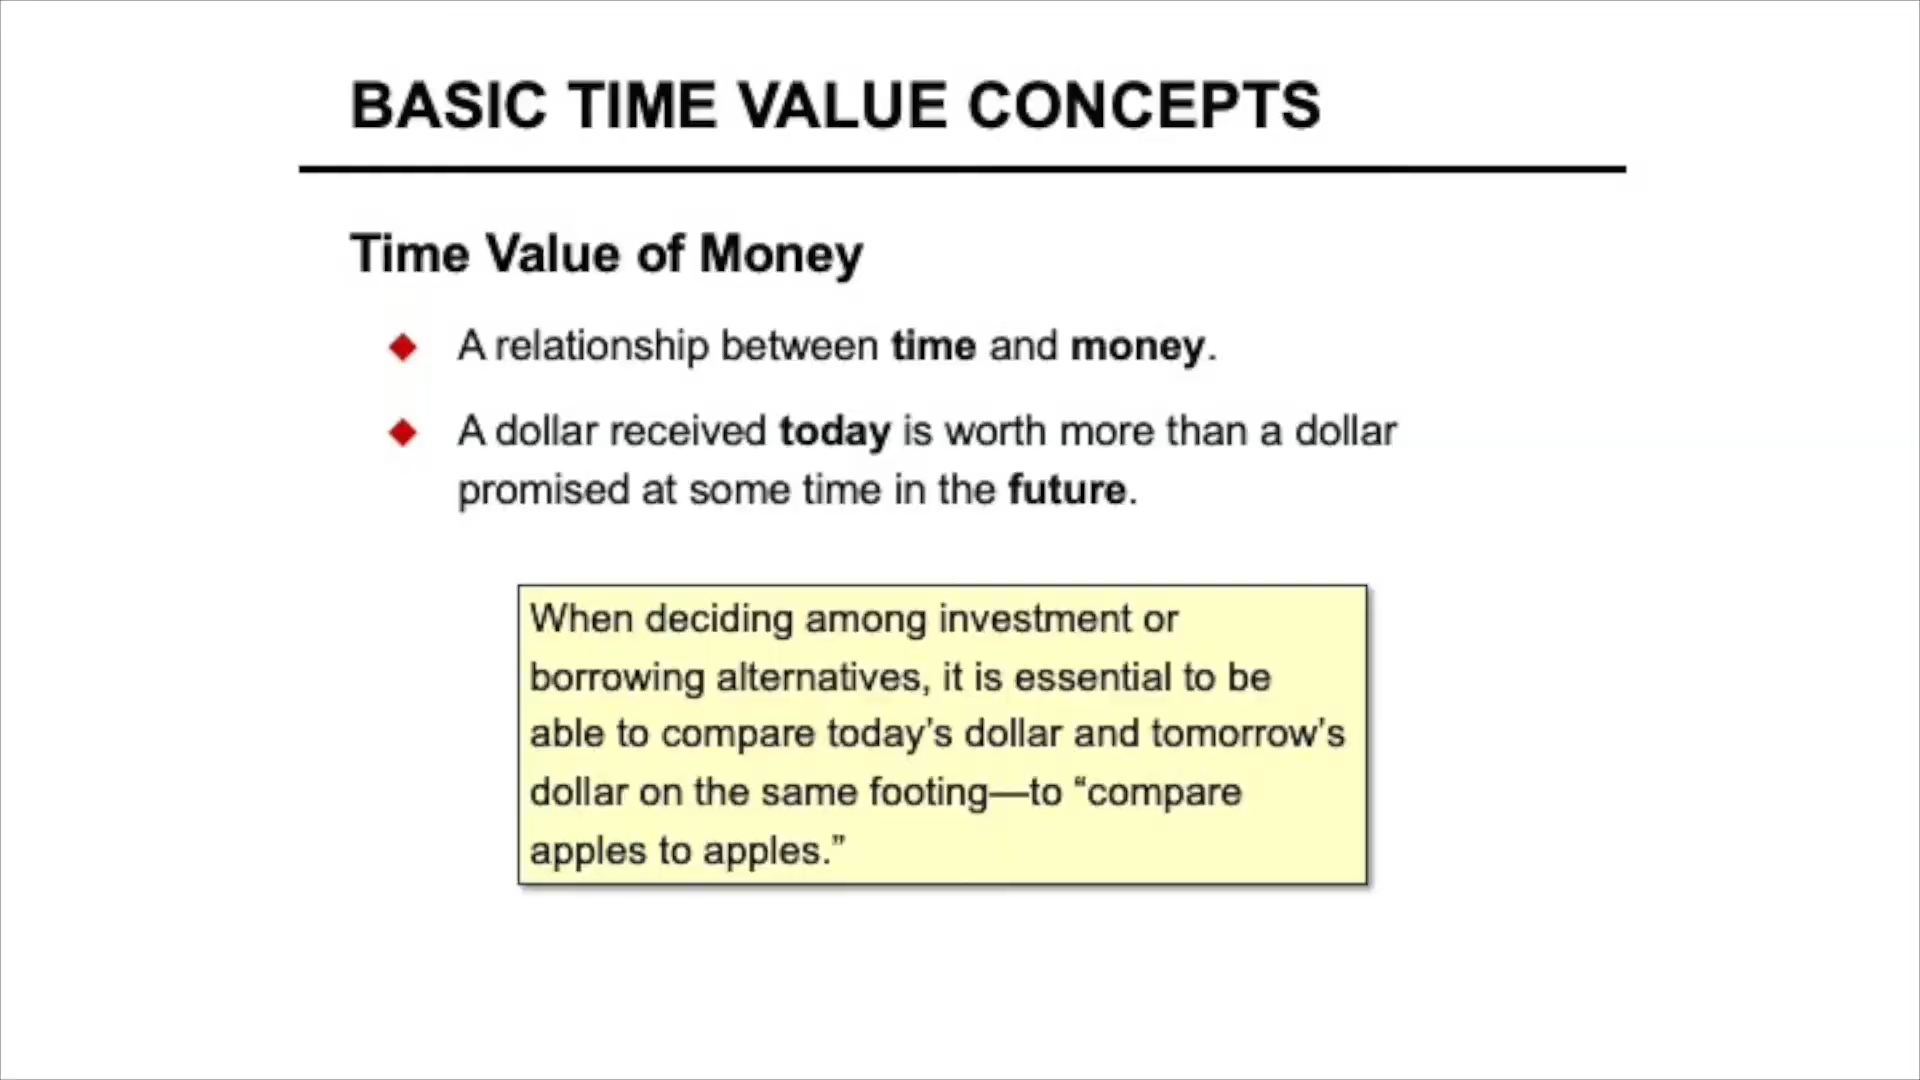 BASIC TIME VALUE CONCEPTS
Time Value of Money
A relationship between time and money.
A dollar received today is worth more than a dollar
promised at some time in the future.
When deciding among investment or
borrowing alternatives, it is essential to be
able to compare today’s dollar and tomorrow’s
dollar on the same footing—to “compare
apples to apples.”